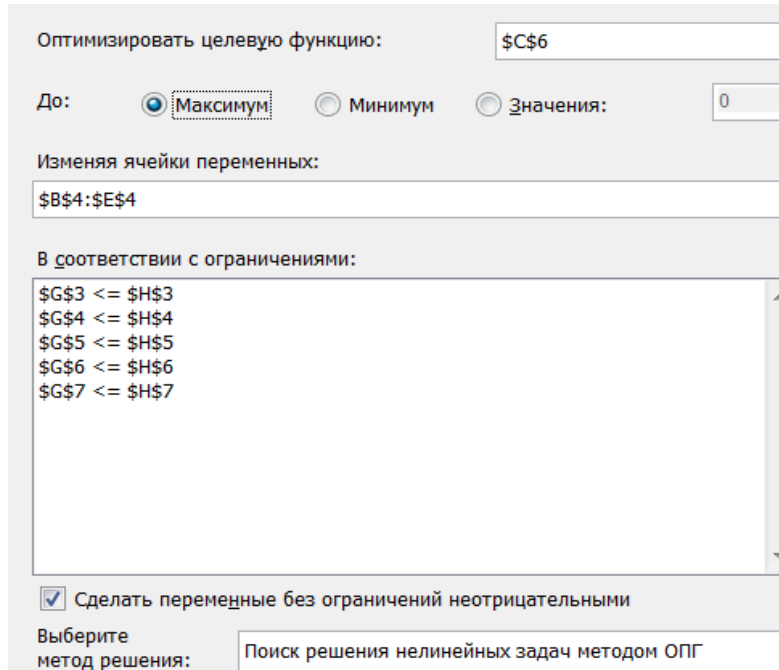 Оптимизировать целевую функцию: $C$6
До: Максимум Минимум Значения: 0
Изменяя ячейки переменных:
$B$4:$E$4
В соответствии с ограничениями:
$G$3 <= $H$3
$G$4 <= $H$4
$G$5 <= $H$5
$G$6 <= $H$6
$G$7 <= $H$7
Сделать переменные без ограничений неотрицательными
Выберите
метод решения: Поиск решения нелинейных задач методом ОПГ